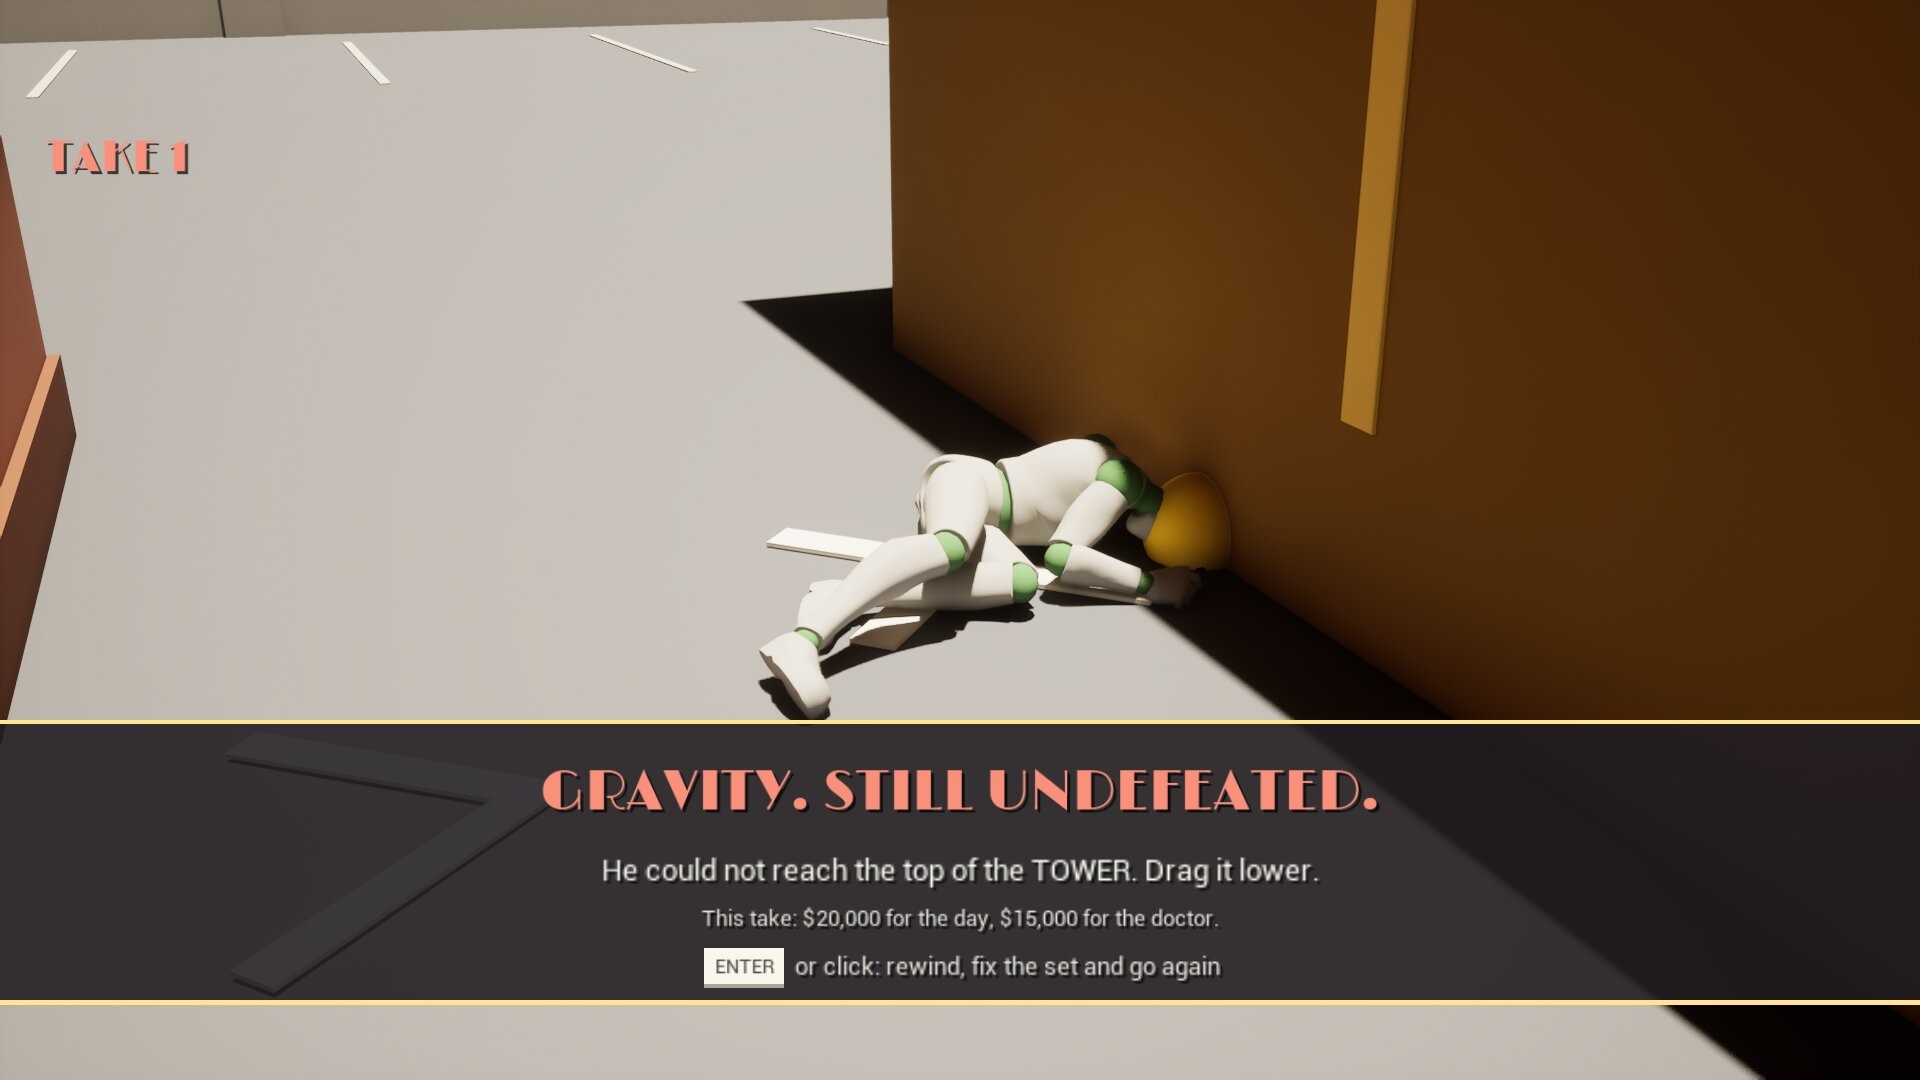 TAKE 1
GRAVITY. STILL UNDEFEATED.
He could not reach the top of the TOWER. Drag it lower.
This take: $20,000 for the day, $15,000 for the doctor.
ENTER or click: rewind, fix the set and go again